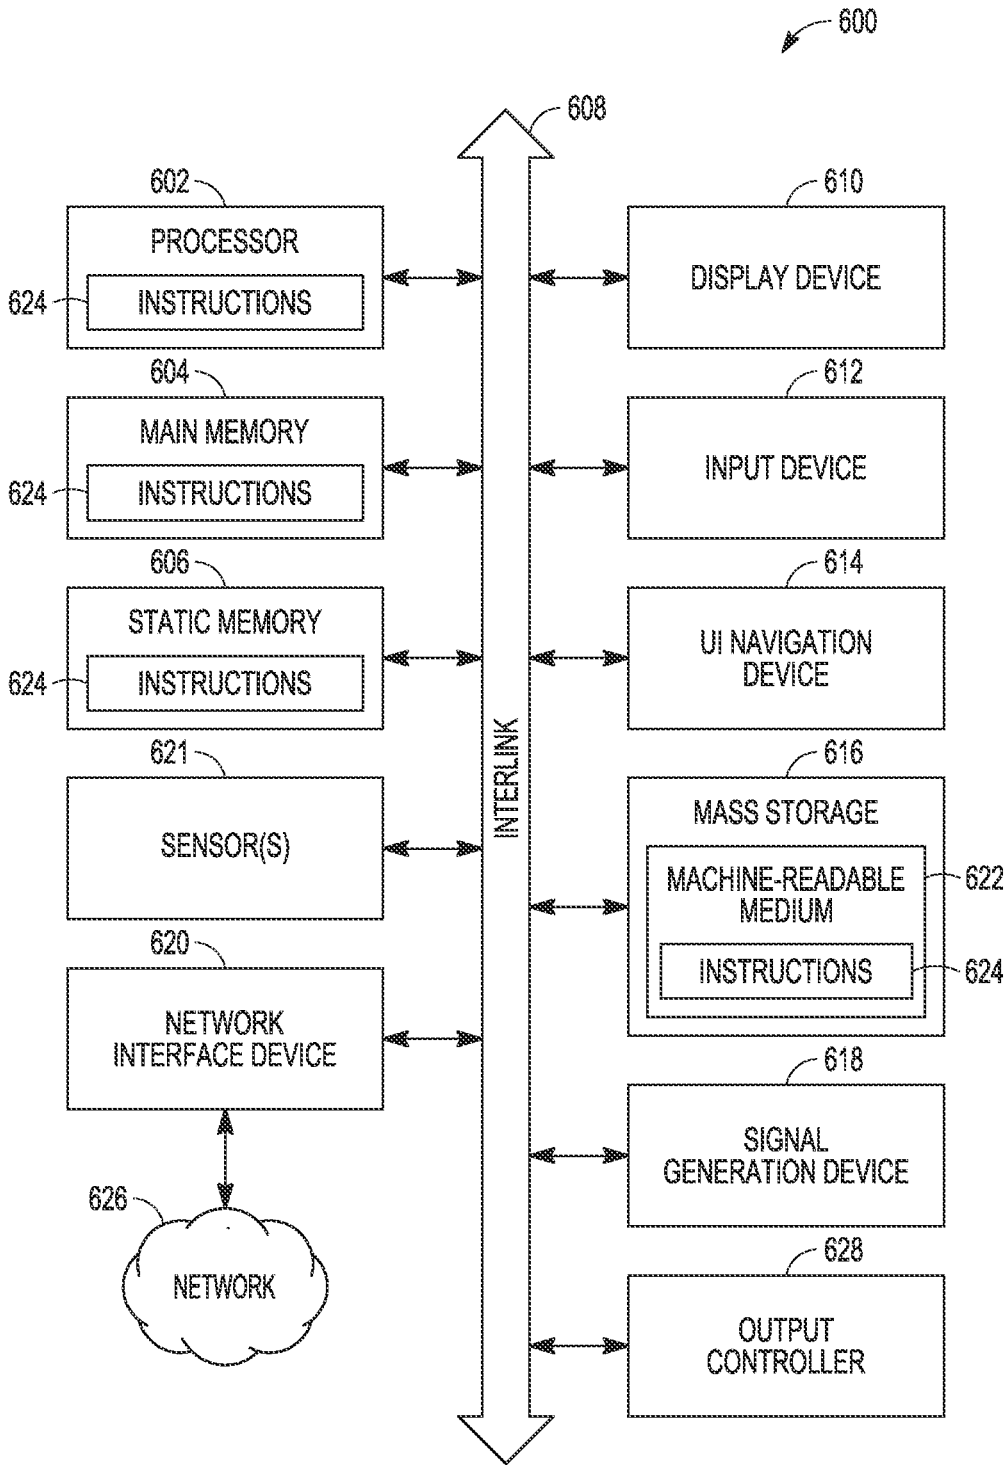 600
608
602
PROCESSOR
624
INSTRUCTIONS
604
MAIN MEMORY
624
INSTRUCTIONS
606
STATIC MEMORY
624
INSTRUCTIONS
621
SENSOR(S)
620
NETWORK
INTERFACE DEVICE
626
NETWORK
INTERLINK
610
DISPLAY DEVICE
612
INPUT DEVICE
614
UI NAVIGATION
DEVICE
616
MASS STORAGE
MACHINE-READABLE
MEDIUM
622
INSTRUCTIONS
624
618
SIGNAL
GENERATION DEVICE
628
OUTPUT
CONTROLLER